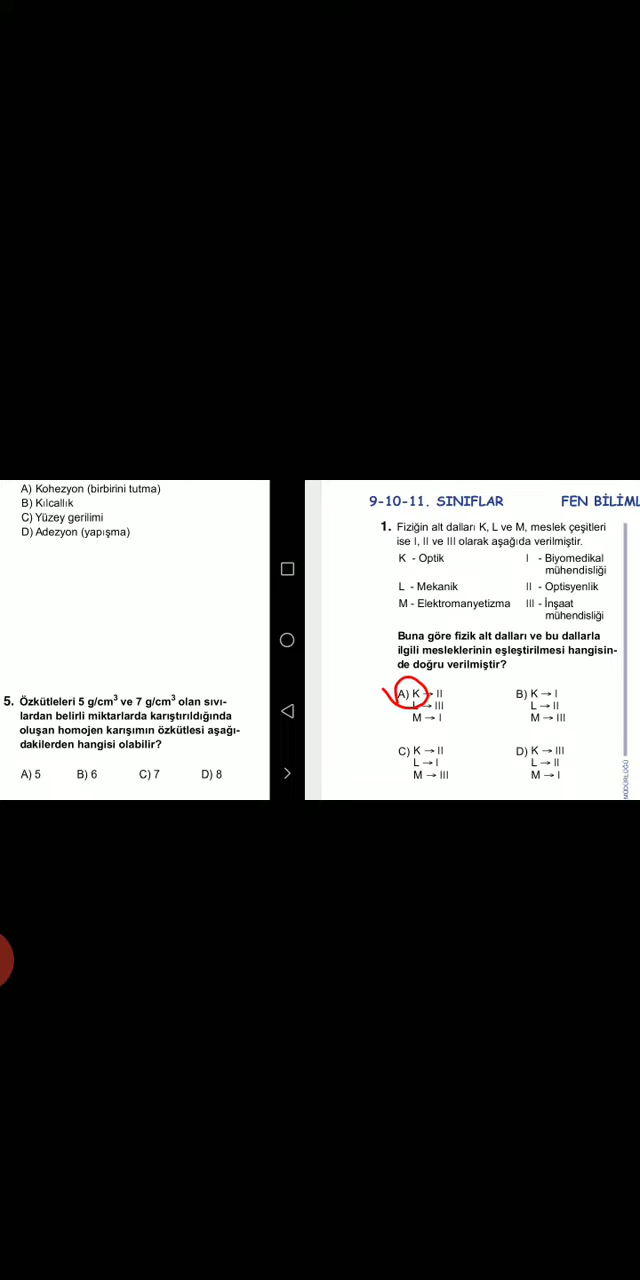 A) Kohezyon (birbirini tutma)
B) Kılcallık
C) Yüzey gerilimi
D) Adezyon (yapışma)
5. Özkütleleri 5 g/cm³ ve 7 g/cm³ olan sıvı-
lardan belirli miktarlarda karıştırıldığında
oluşan homojen karışımın özkütlesi aşağı-
dakilerden hangisi olabilir?
A) 5 B) 6 C) 7 D) 8
9-10-11. SINIFLAR FEN BİLİML
1. Fiziğin alt dalları K, L ve M, meslek çeşitleri
ise I, II ve III olarak aşağıda verilmiştir.
K - Optik I - Biyomedikal
mühendisliği
L - Mekanik II - Optisyenlik
M - Elektromanyetizma III - İnşaat
mühendisliği
Buna göre fizik alt dalları ve bu dallarla
ilgili mesleklerinin eşleştirilmesi hangisin-
de doğru verilmiştir?
A) K → II B) K → I
L → III L → II
M → I M → III
C) K → II D) K → III
L → I L → II
M → III M → I
MÜDÜRLÜĞÜ